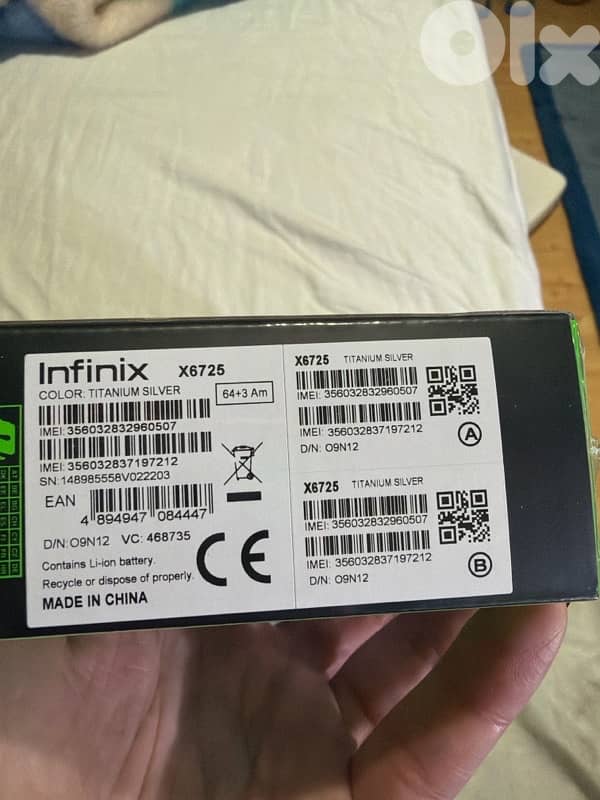 olx
Infinix X6725
COLOR: TITANIUM SILVER
64+3 Am
IMEI: 356032832960507
IMEI: 356032837197212
SN: 148985558V022203
EAN
4 894947 084447
D/N: O9N12 VC: 468735
Contains Li-ion battery.
Recycle or dispose of properly.
MADE IN CHINA
CE
X6725 TITANIUM SILVER
IMEI: 356032832960507
IMEI: 356032837197212
D/N: O9N12
A
X6725 TITANIUM SILVER
IMEI: 356032832960507
IMEI: 356032837197212
D/N: O9N12
B